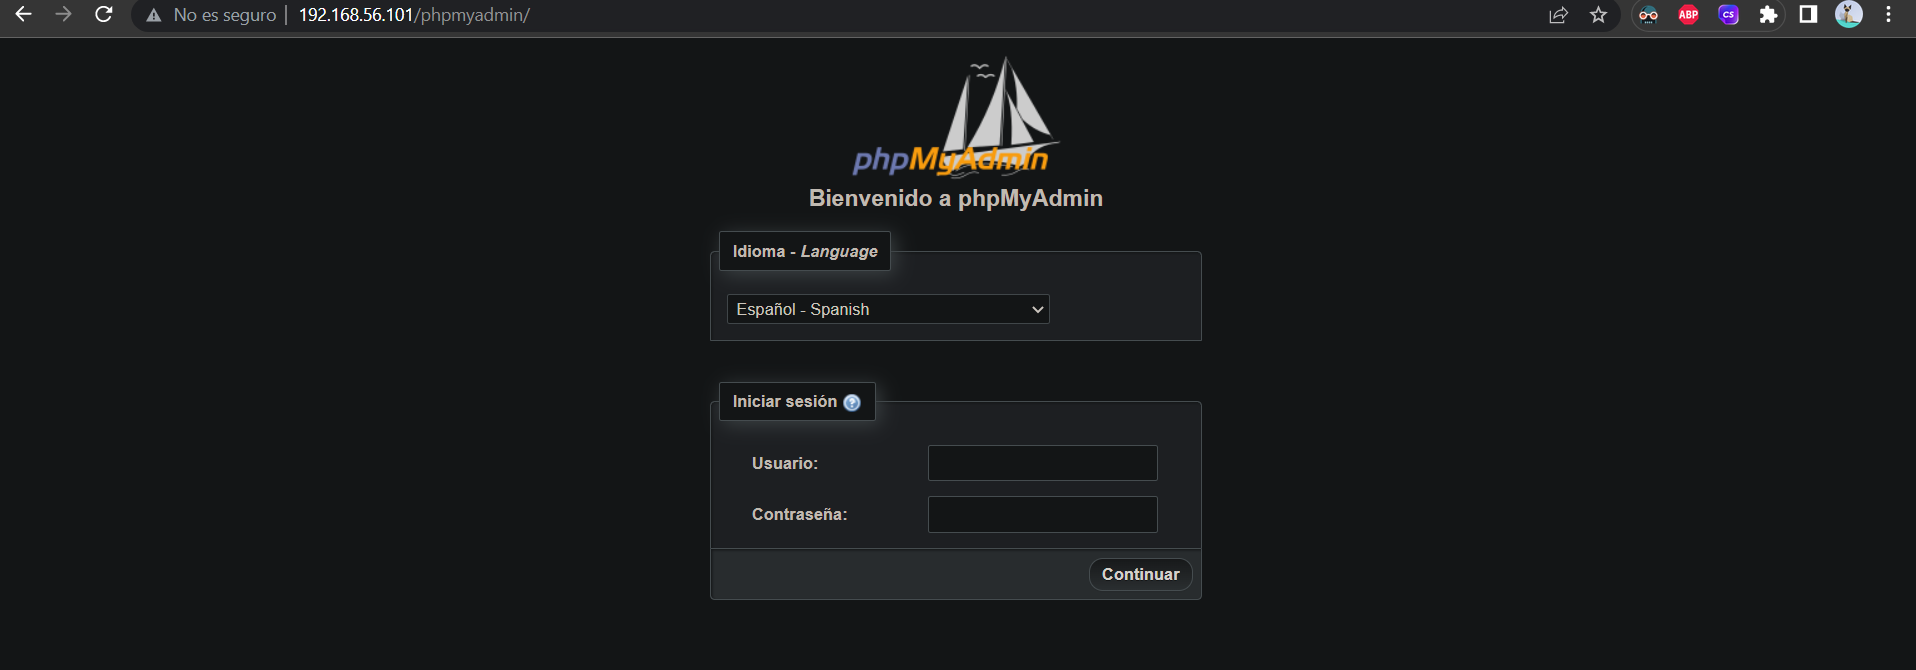 No es seguro | 192.168.56.101/phpmyadmin/
ABP
CS
phpMyAdmin
Bienvenido a phpMyAdmin
Idioma - Language
Español - Spanish
Iniciar sesión
Usuario:
Contraseña:
Continuar